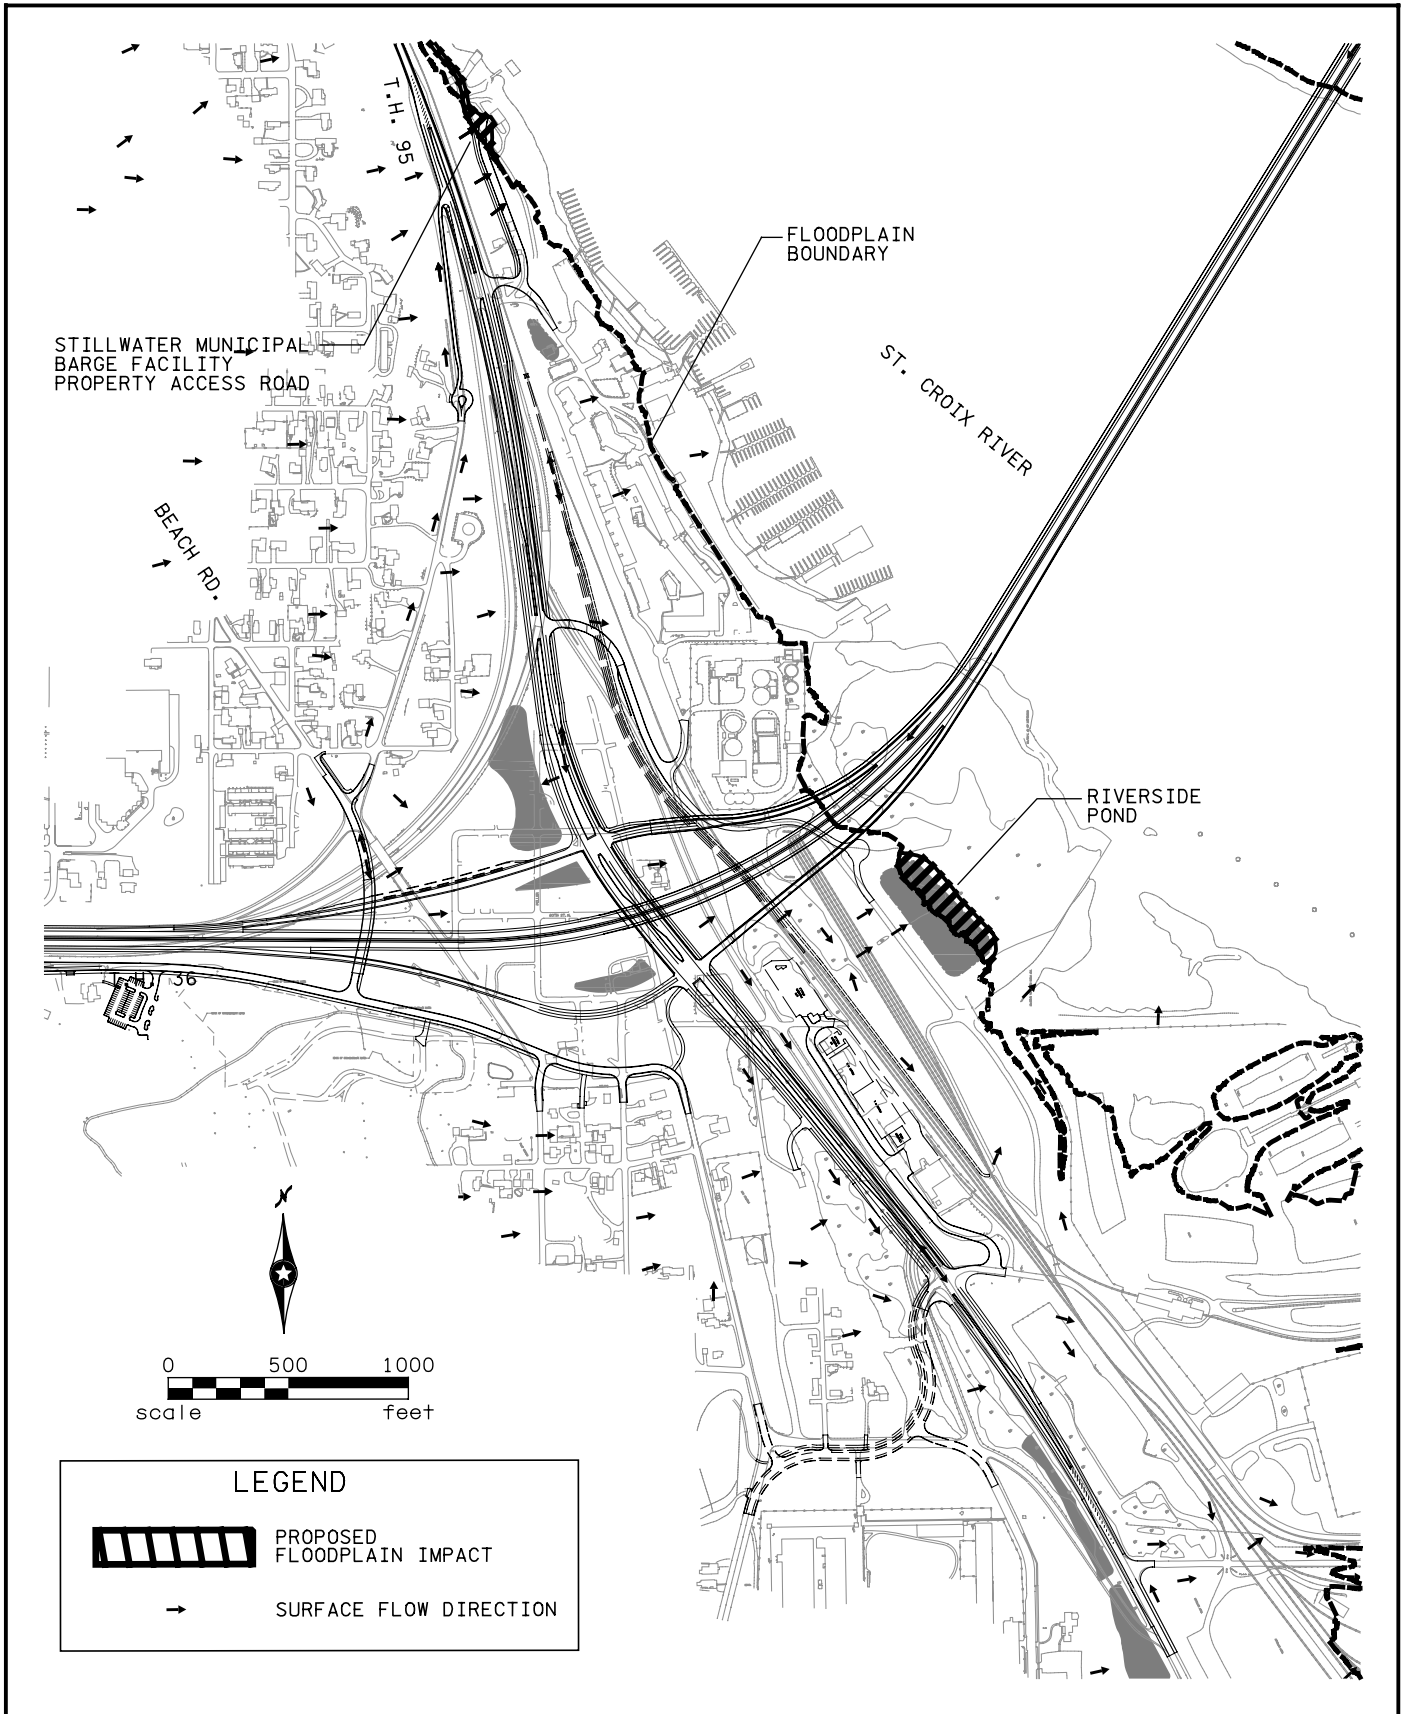 T.H. 95
FLOODPLAIN
BOUNDARY
STILLWATER MUNICIPAL
BARGE FACILITY
PROPERTY ACCESS ROAD
ST. CROIX RIVER
BEACH RD.
RIVERSIDE
POND
36
N
0 500 1000
scale feet
LEGEND
PROPOSED
FLOODPLAIN IMPACT
SURFACE FLOW DIRECTION